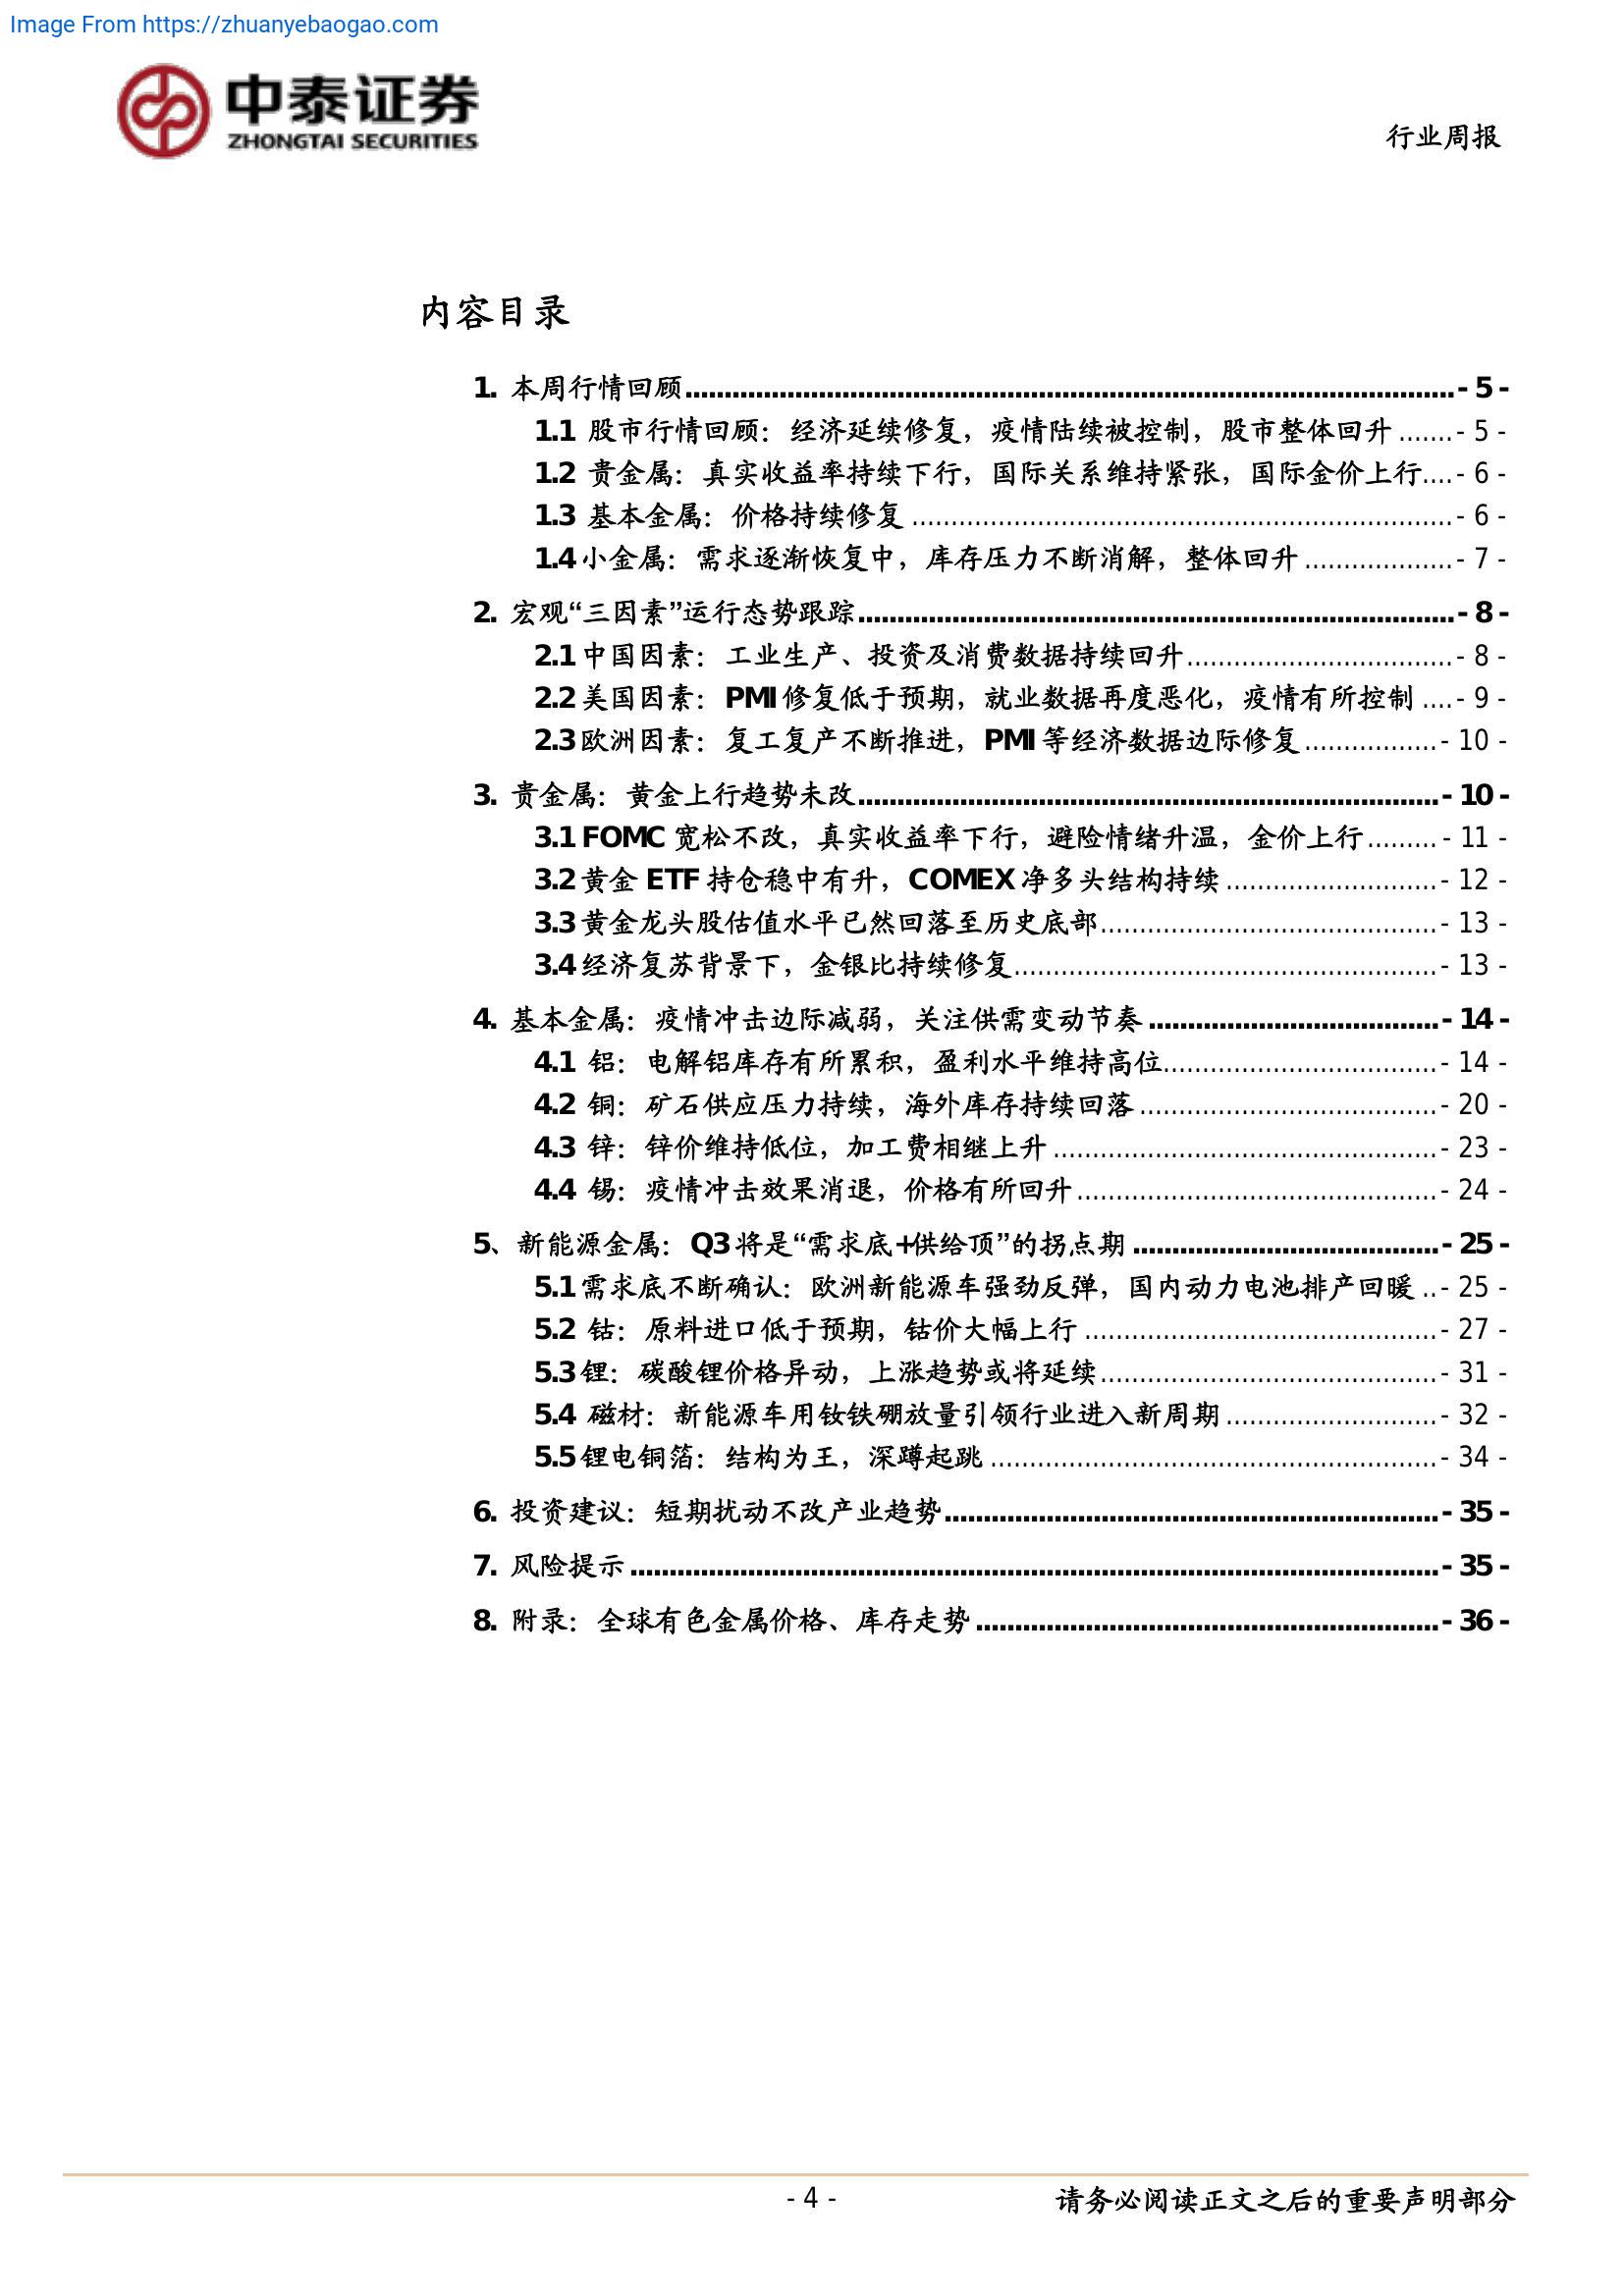 Image From https://zhuanyebaogao.com
中泰证券
ZHONGTAI SECURITIES
行业周报
内容目录
1. 本周行情回顾 - 5 -
1.1 股市行情回顾：经济延续修复，疫情陆续被控制，股市整体回升 - 5 -
1.2 贵金属：真实收益率持续下行，国际关系维持紧张，国际金价上行 - 6 -
1.3 基本金属：价格持续修复 - 6 -
1.4 小金属：需求逐渐恢复中，库存压力不断消解，整体回升 - 7 -
2. 宏观“三因素”运行态势跟踪 - 8 -
2.1 中国因素：工业生产、投资及消费数据持续回升 - 8 -
2.2 美国因素：PMI 修复低于预期，就业数据再度恶化，疫情有所控制 - 9 -
2.3 欧洲因素：复工复产不断推进，PMI 等经济数据边际修复 - 10 -
3. 贵金属：黄金上行趋势未改 - 10 -
3.1 FOMC 宽松不改，真实收益率下行，避险情绪升温，金价上行 - 11 -
3.2 黄金 ETF 持仓稳中有升，COMEX 净多头结构持续 - 12 -
3.3 黄金龙头股估值水平已然回落至历史底部 - 13 -
3.4 经济复苏背景下，金银比持续修复 - 13 -
4. 基本金属：疫情冲击边际减弱，关注供需变动节奏 - 14 -
4.1 铝：电解铝库存有所累积，盈利水平维持高位 - 14 -
4.2 铜：矿石供应压力持续，海外库存持续回落 - 20 -
4.3 锌：锌价维持低位，加工费相继上升 - 23 -
4.4 锡：疫情冲击效果消退，价格有所回升 - 24 -
5、新能源金属：Q3 将是“需求底+供给顶”的拐点期 - 25 -
5.1 需求底不断确认：欧洲新能源车强劲反弹，国内动力电池排产回暖 - 25 -
5.2 钴：原料进口低于预期，钴价大幅上行 - 27 -
5.3 锂：碳酸锂价格异动，上涨趋势或将延续 - 31 -
5.4 磁材：新能源车用钕铁硼放量引领行业进入新周期 - 32 -
5.5 锂电铜箔：结构为王，深蹲起跳 - 34 -
6. 投资建议：短期扰动不改产业趋势 - 35 -
7. 风险提示 - 35 -
8. 附录：全球有色金属价格、库存走势 - 36 -
- 4 -
请务必阅读正文之后的重要声明部分